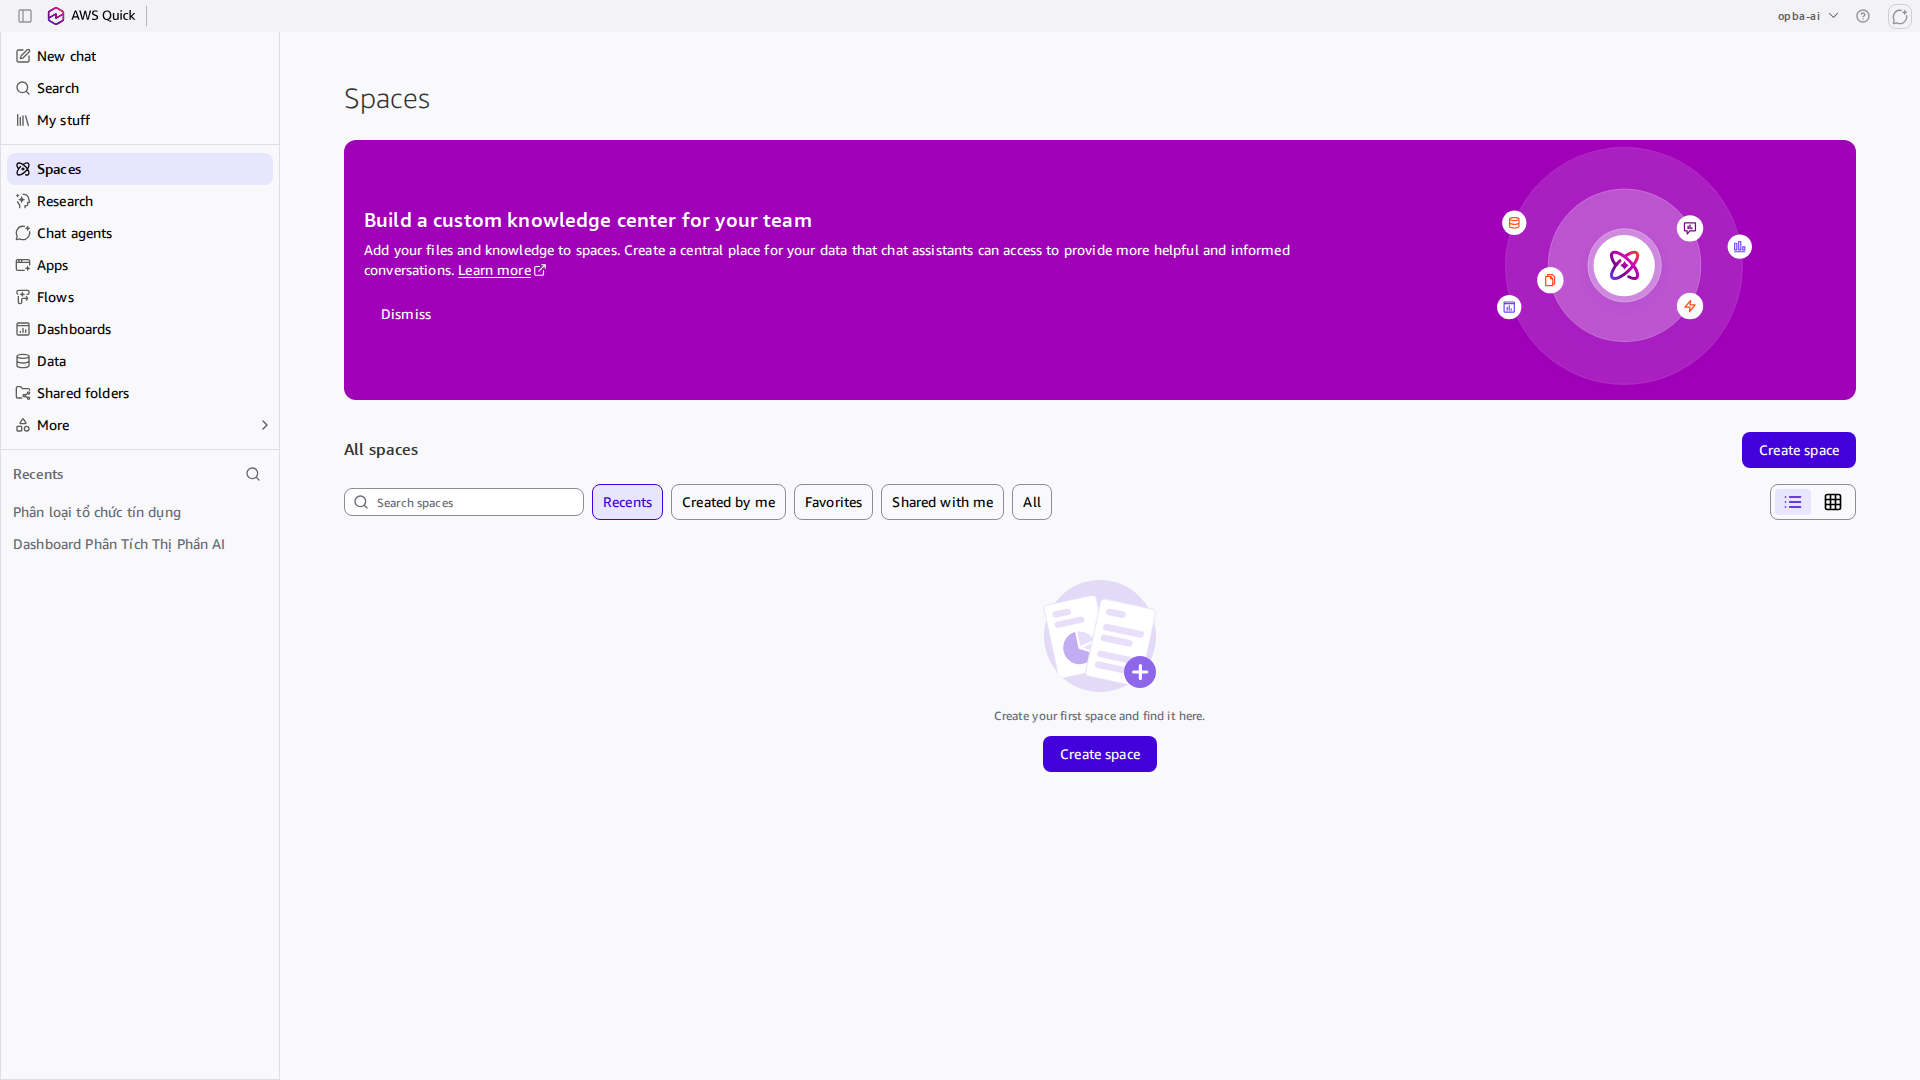 AWS Quick
opba-ai
New chat
Search
My stuff
Spaces
Research
Chat agents
Apps
Flows
Dashboards
Data
Shared folders
More
Recents
Phân loại tổ chức tín dụng
Dashboard Phân Tích Thị Phần AI
Spaces
Build a custom knowledge center for your team
Add your files and knowledge to spaces. Create a central place for your data that chat assistants can access to provide more helpful and informed
conversations. Learn more
Dismiss
All spaces
Create space
Search spaces
Recents
Created by me
Favorites
Shared with me
All
Create your first space and find it here.
Create space